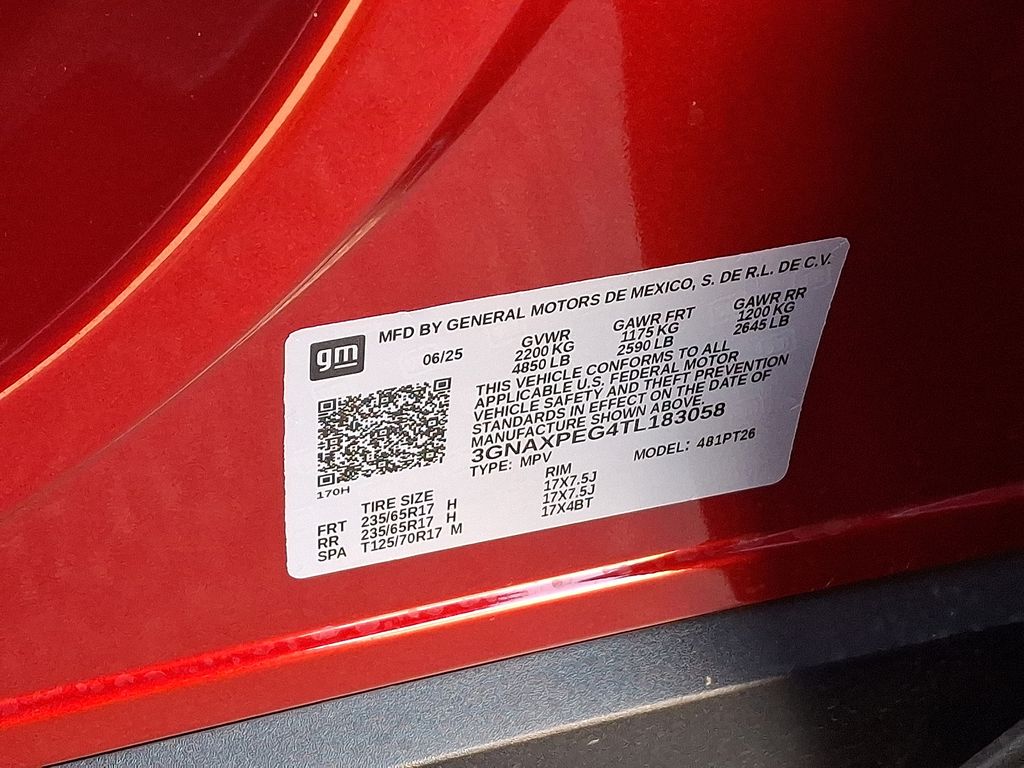 MFD BY GENERAL MOTORS DE MEXICO, S. DE R.L. DE C.V.
gm
06/25
GVWR GAWR FRT GAWR RR
2200 KG 1175 KG 1200 KG
4850 LB 2590 LB 2645 LB
THIS VEHICLE CONFORMS TO ALL
APPLICABLE U.S. FEDERAL MOTOR
VEHICLE SAFETY AND THEFT PREVENTION
STANDARDS IN EFFECT ON THE DATE OF
MANUFACTURE SHOWN ABOVE.
3GNAXPEG4TL183058
TYPE: MPV MODEL: 481PT26
170H
TIRE SIZE RIM
FRT 235/65R17 H 17X7.5J
RR 235/65R17 H 17X7.5J
SPA T125/70R17 M 17X4BT